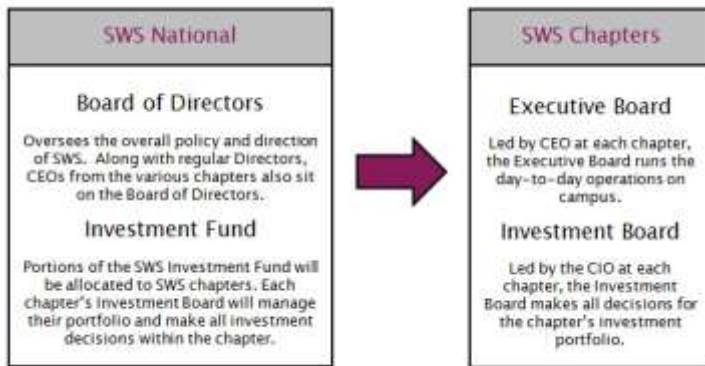 SWS National
Board of Directors
Oversees the overall policy and direction
of SWS. Along with regular Directors,
CEOs from the various chapters also sit
on the Board of Directors.
Investment Fund
Portions of the SWS Investment Fund will
be allocated to SWS chapters. Each
chapter's Investment Board will manage
their portfolio and make all investment
decisions within the chapter.
SWS Chapters
Executive Board
Led by CEO at each chapter,
the Executive Board runs the
day-to-day operations on
campus.
Investment Board
Led by the CIO at each
chapter, the Investment
Board makes all decisions for
the chapter's investment
portfolio.